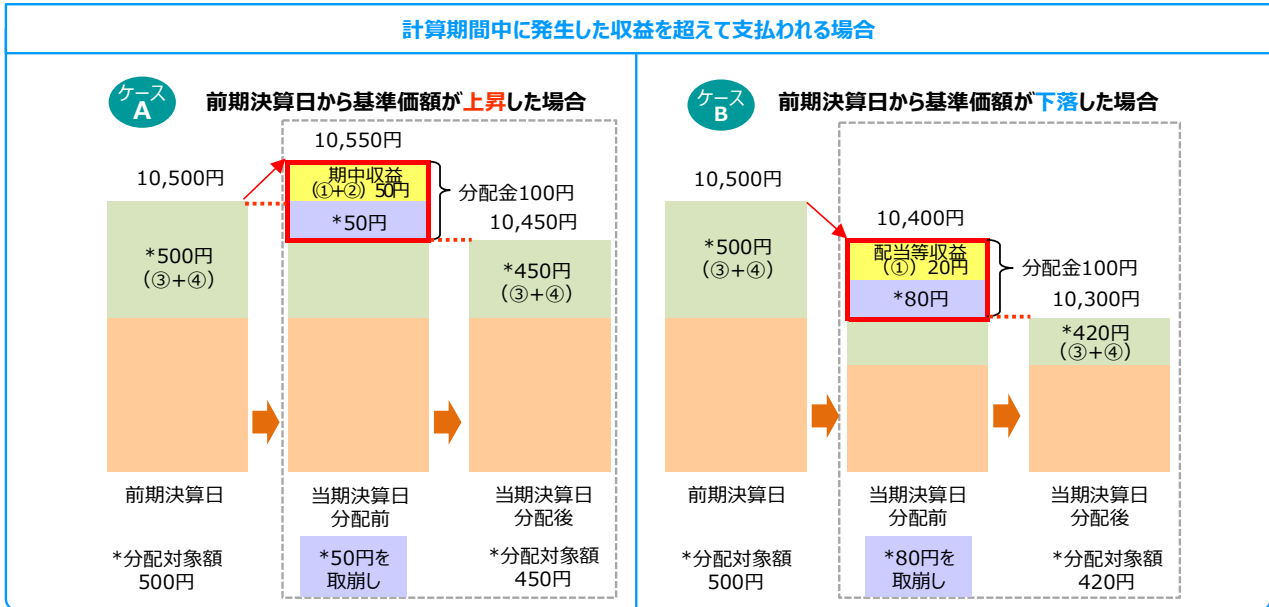 計算期間中に発生した収益を超えて支払われる場合
ケース
A
前期決算日から基準価額が上昇した場合
10,550円
10,500円
期中収益
(①+②) 50円
*50円
分配金100円
10,450円
*500円
(③+④)
*450円
(③+④)
前期決算日
当期決算日
分配前
当期決算日
分配後
*分配対象額
500円
*50円を
取崩し
*分配対象額
450円
ケース
B
前期決算日から基準価額が下落した場合
10,500円
10,400円
配当等収益
(①) 20円
*80円
分配金100円
10,300円
*500円
(③+④)
*420円
(③+④)
前期決算日
当期決算日
分配前
当期決算日
分配後
*分配対象額
500円
*80円を
取崩し
*分配対象額
420円